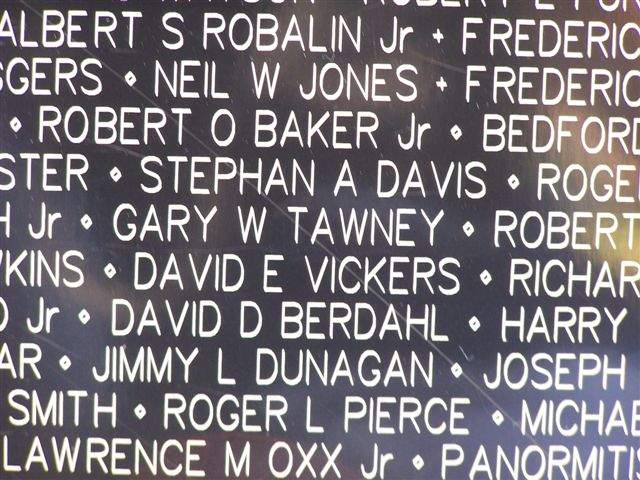 ALBERT S ROBALIN Jr + FREDERIC
GGERS ⋄ NEIL W JONES + FREDERIC
⋄ ROBERT O BAKER Jr ⋄ BEDFORD
STER ⋄ STEPHAN A DAVIS ⋄ ROGE
H Jr ⋄ GARY W TAWNEY ⋄ ROBERT
KINS ⋄ DAVID E VICKERS ⋄ RICHAR
Jr ⋄ DAVID D BERDAHL ⋄ HARRY
AR ⋄ JIMMY L DUNAGAN ⋄ JOSEPH
SMITH ⋄ ROGER L PIERCE ⋄ MICHAE
LAWRENCE M OXX Jr ⋄ PANORMITIS